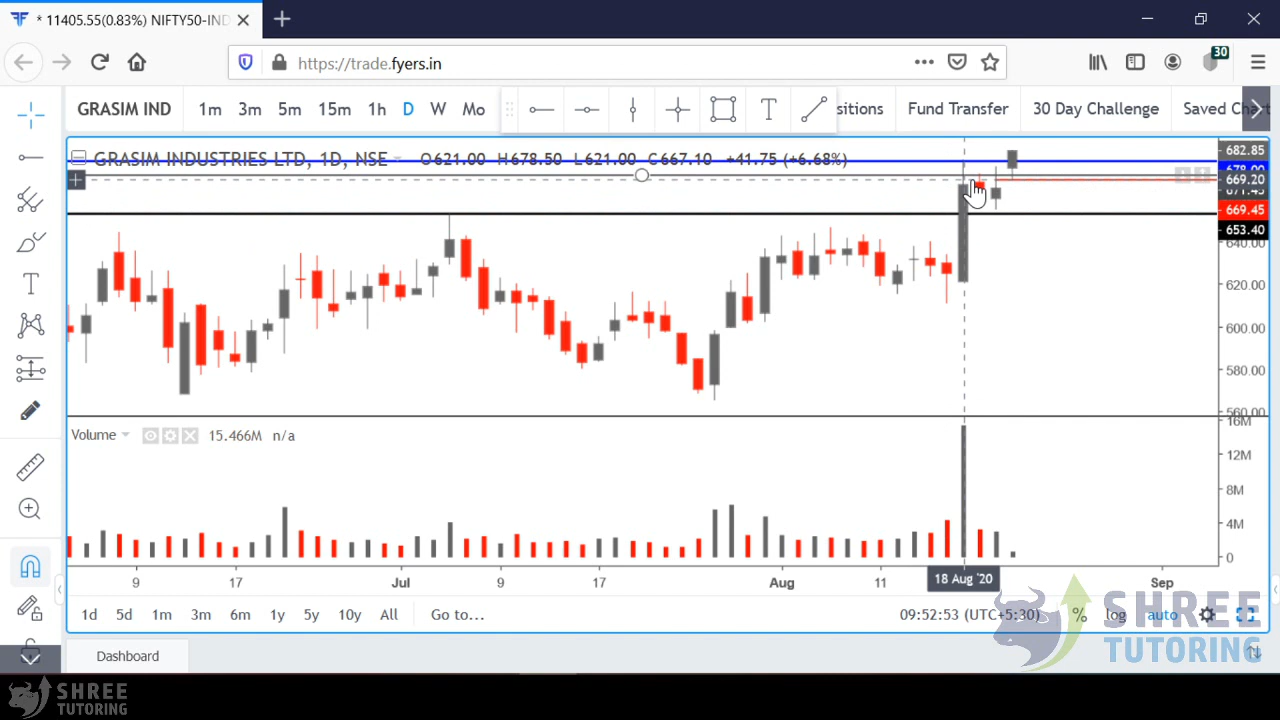 * 11405.55(0.83%) NIFTY50-IND
https://trade.fyers.in
30
GRASIM IND 1m 3m 5m 15m 1h D W Mo T sitions Fund Transfer 30 Day Challenge Saved Chart
GRASIM INDUSTRIES LTD, 1D, NSE O621.00 H678.50 L621.00 C667.10 +41.75 (+6.68%)
682.85
678.00
669.20
671.45
669.45
653.40
640.00
620.00
600.00
580.00
560.00
Volume 15.466M n/a
16M
12M
8M
4M
0
9 17 Jul 9 17 Aug 11 18 Aug '20 Sep
1d 5d 1m 3m 6m 1y 5y 10y All Go to... 09:52:53 (UTC+5:30) % log auto
SHREE
TUTORING
Dashboard
SHREE
TUTORING